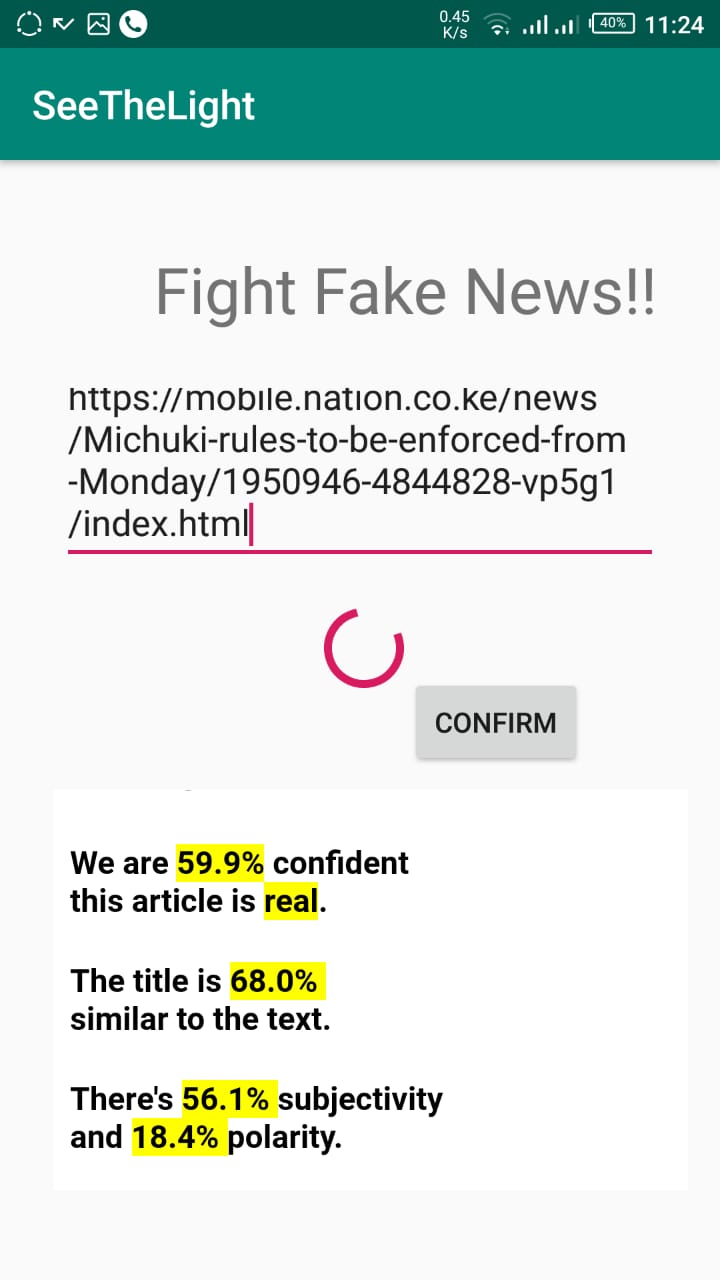 0.45
K/s
40%
11:24
SeeTheLight
Fight Fake News!!
https://mobile.nation.co.ke/news
/Michuki-rules-to-be-enforced-from
-Monday/1950946-4844828-vp5g1
/index.html
CONFIRM
We are 59.9% confident
this article is real.
The title is 68.0%
similar to the text.
There's 56.1% subjectivity
and 18.4% polarity.